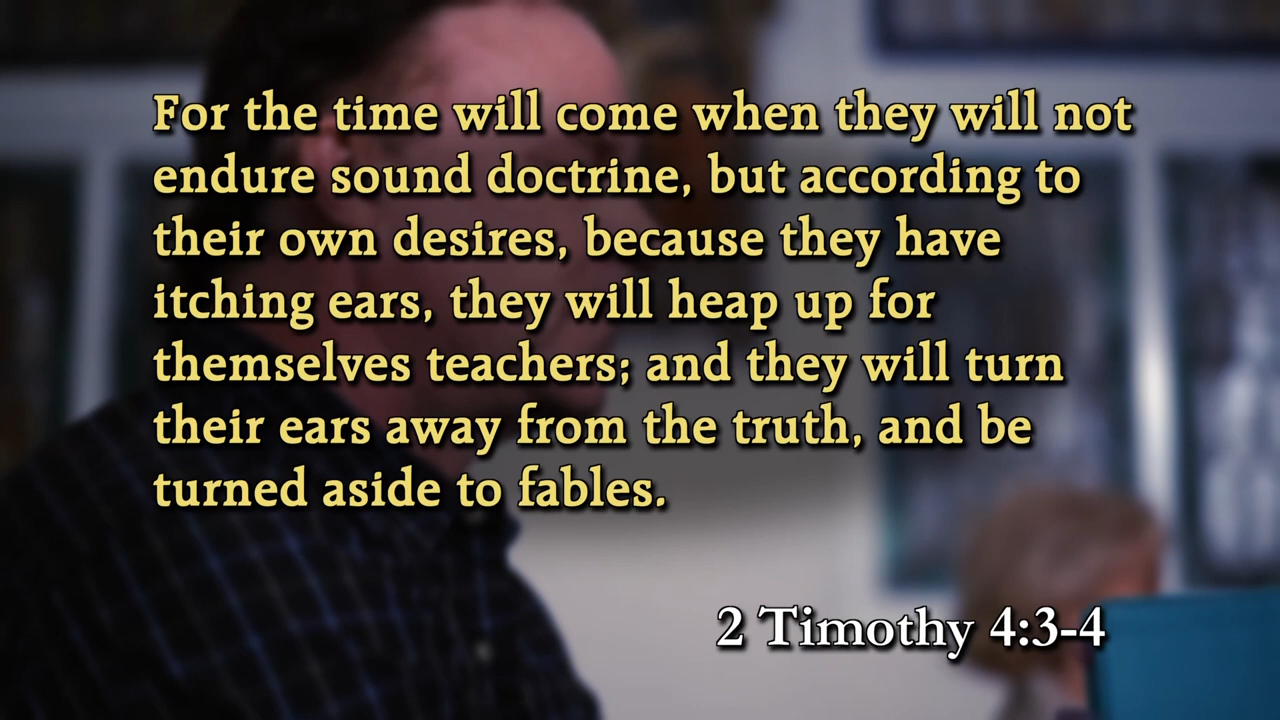 For the time will come when they will not
endure sound doctrine, but according to
their own desires, because they have
itching ears, they will heap up for
themselves teachers; and they will turn
their ears away from the truth, and be
turned aside to fables.
2 Timothy 4:3-4